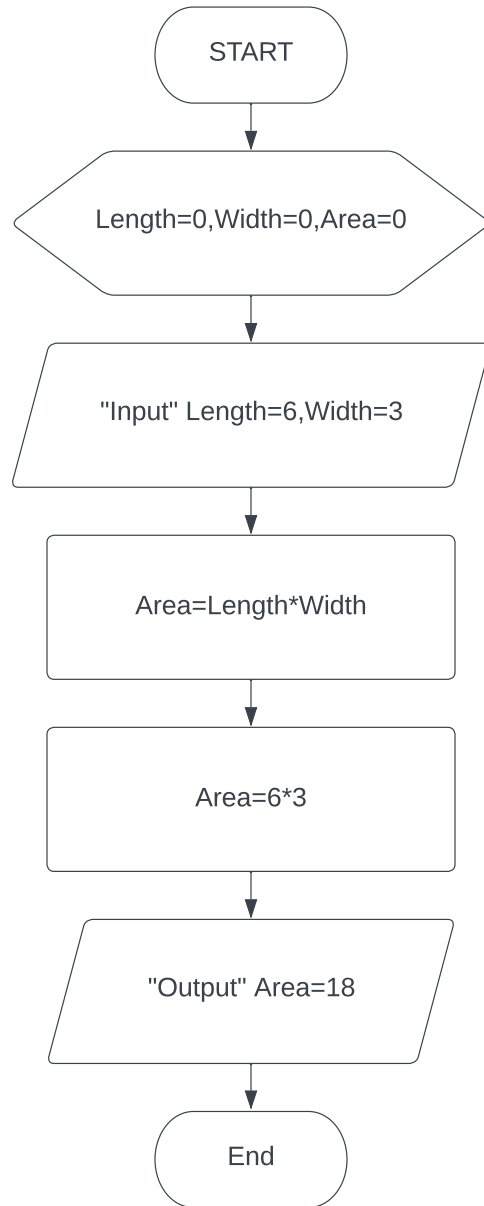 START
Length=0,Width=0,Area=0
"Input" Length=6,Width=3
Area=Length*Width
Area=6*3
"Output" Area=18
End